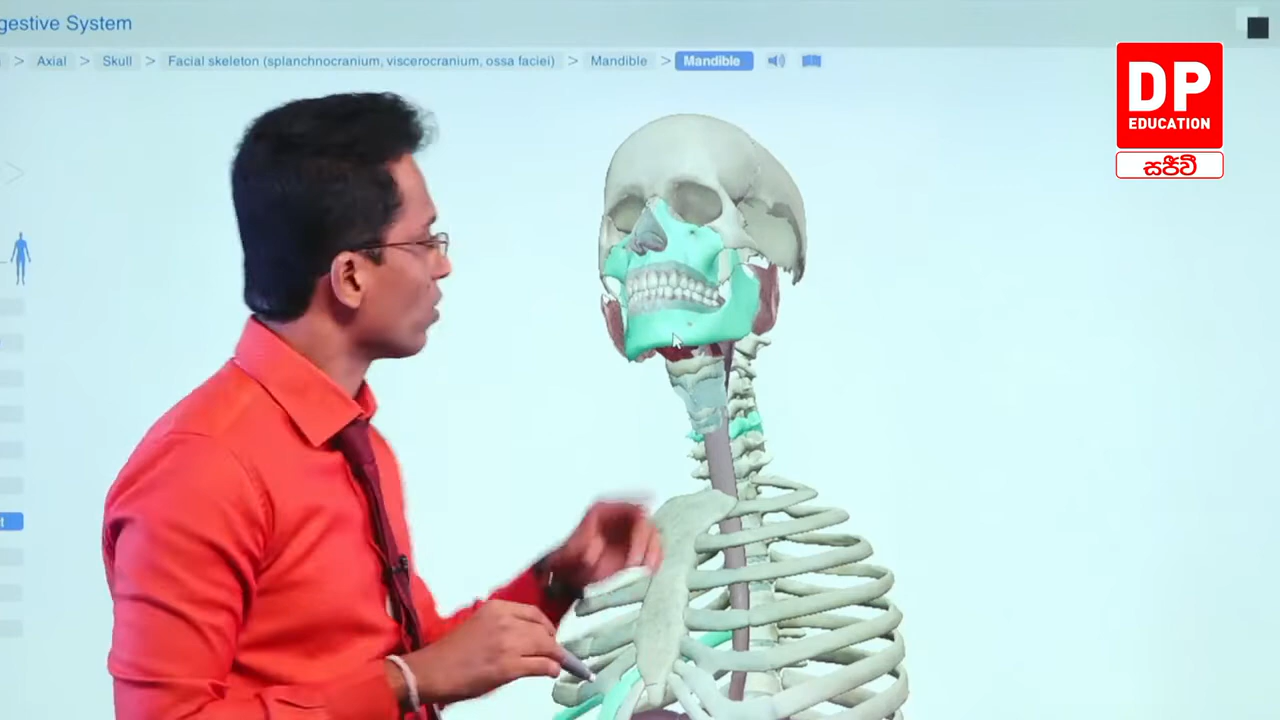 gestive System
> Axial > Skull > Facial skeleton (splanchnocranium, viscerocranium, ossa faciei) > Mandible > Mandible
DP
EDUCATION
සජීවී